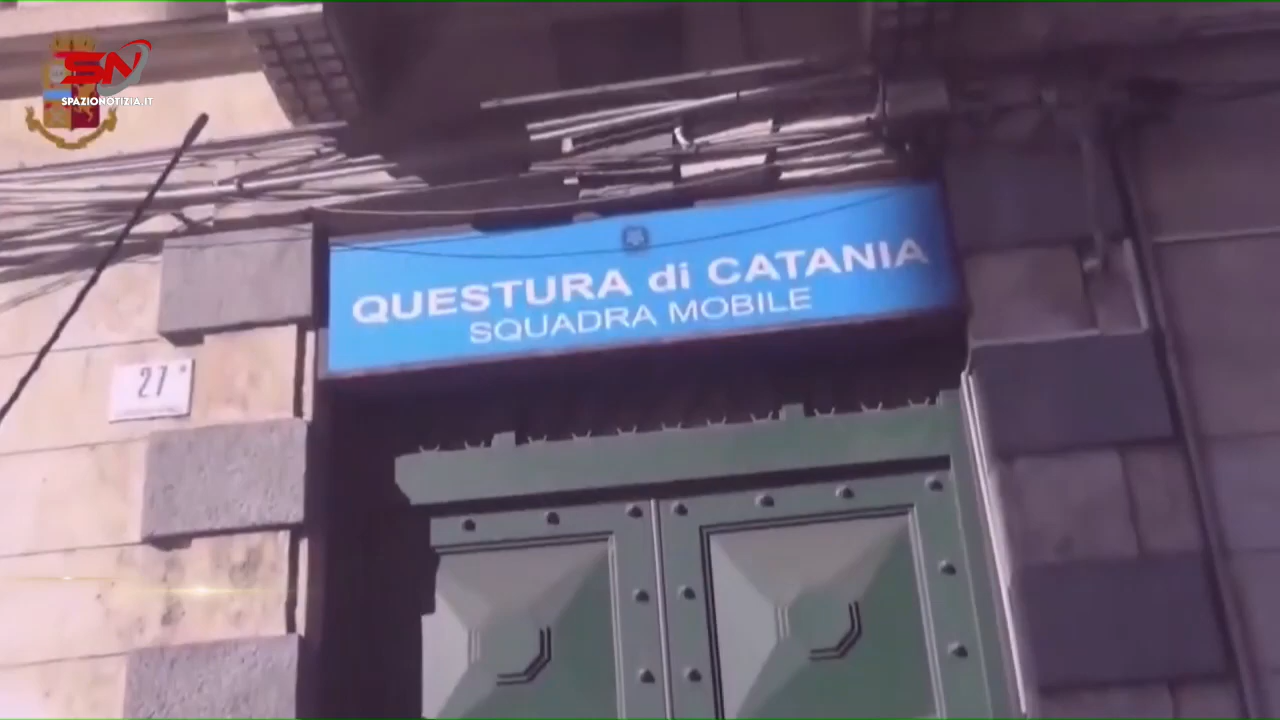 SN
SPAZIONOTIZIA.IT
QUESTURA di CATANIA
SQUADRA MOBILE
27